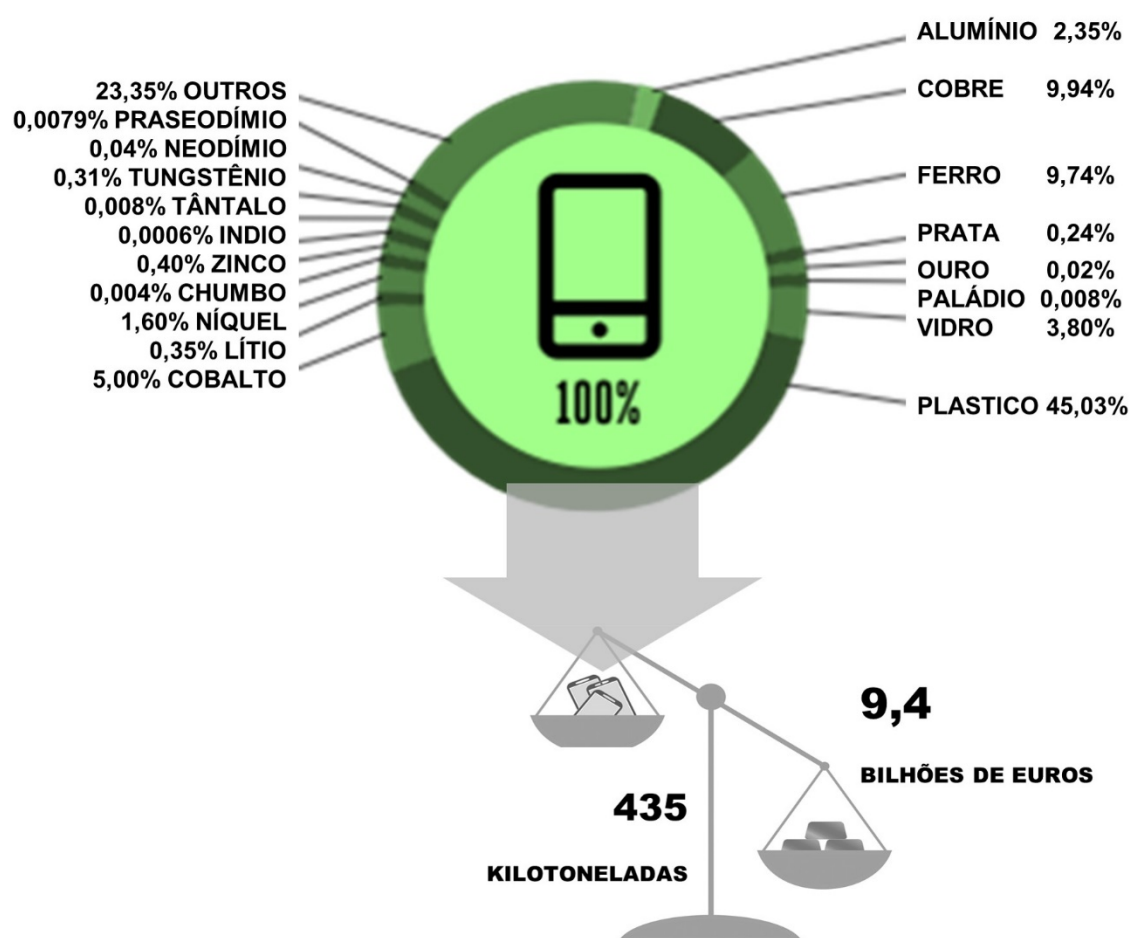 ALUMÍNIO 2,35%
COBRE 9,94%
FERRO 9,74%
PRATA 0,24%
OURO 0,02%
PALÁDIO 0,008%
VIDRO 3,80%
PLASTICO 45,03%
23,35% OUTROS
0,0079% PRASEODÍMIO
0,04% NEODÍMIO
0,31% TUNGSTÊNIO
0,008% TÂNTALO
0,0006% INDIO
0,40% ZINCO
0,004% CHUMBO
1,60% NÍQUEL
0,35% LÍTIO
5,00% COBALTO
100%
9,4
BILHÕES DE EUROS
435
KILOTONELADAS